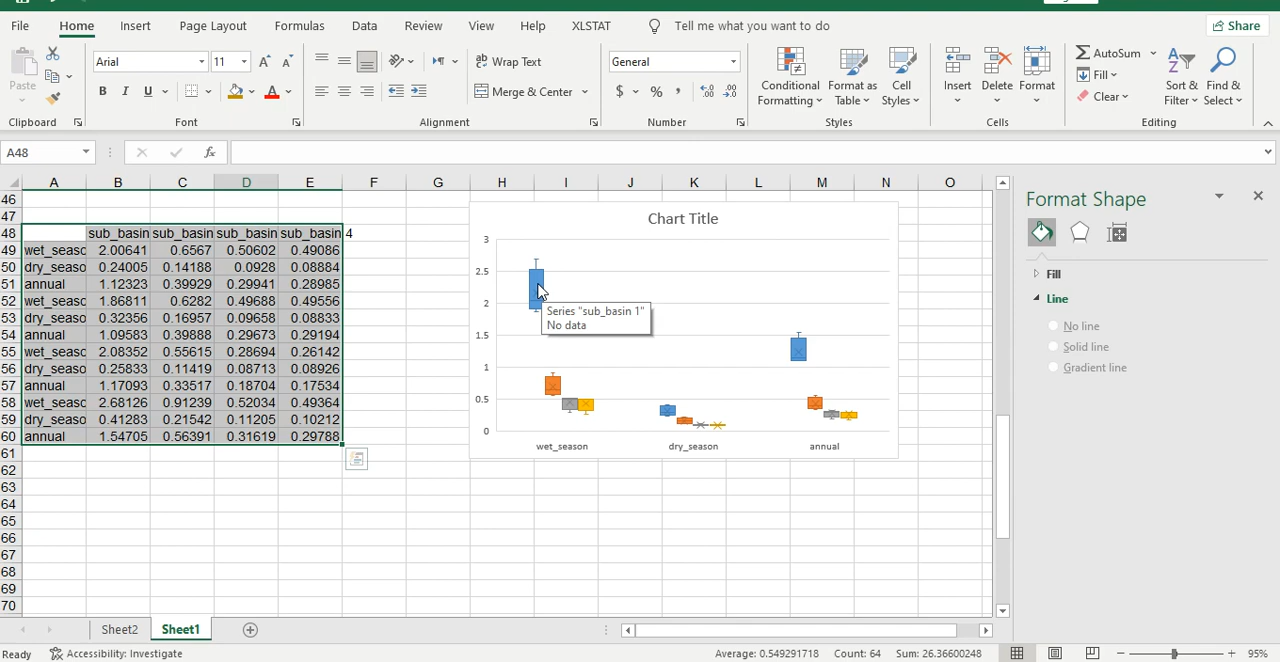 File Home Insert Page Layout Formulas Data Review View Help XLSTAT Tell me what you want to do Share
Paste
Arial 11
Wrap Text
General
B I U
Merge & Center
$ %
Conditional Formatting
Format as Table
Cell Styles
Insert Delete Format
AutoSum
Fill
Clear
Sort & Filter
Find & Select
Clipboard Font Alignment Number Styles Cells Editing
A48 fx
A B C D E F G H I J K L M N O
46
47
48 sub_basin sub_basin sub_basin sub_basin 4
49 wet_seasc 2.00641 0.6567 0.50602 0.49086
50 dry_seaso 0.24005 0.14188 0.0928 0.08884
51 annual 1.12323 0.39929 0.29941 0.28985
52 wet_seasc 1.86811 0.6282 0.49688 0.49556
53 dry_seaso 0.32356 0.16957 0.09658 0.08833
54 annual 1.09583 0.39888 0.29673 0.29194
55 wet_seasc 2.08352 0.55615 0.28694 0.26142
56 dry_seaso 0.25833 0.11419 0.08713 0.08926
57 annual 1.17093 0.33517 0.18704 0.17534
58 wet_seasc 2.68126 0.91239 0.52034 0.49364
59 dry_seaso 0.41283 0.21542 0.11205 0.10212
60 annual 1.54705 0.56391 0.31619 0.29788
61
62
63
64
65
66
67
68
69
70
Chart Title
3
2.5
2
1.5
1
0.5
0
wet_season dry_season annual
Series "sub_basin 1"
No data
Format Shape
Fill
Line
No line
Solid line
Gradient line
Sheet2 Sheet1
Ready Accessibility: Investigate Average: 0.549291718 Count: 64 Sum: 26.36600248 95%